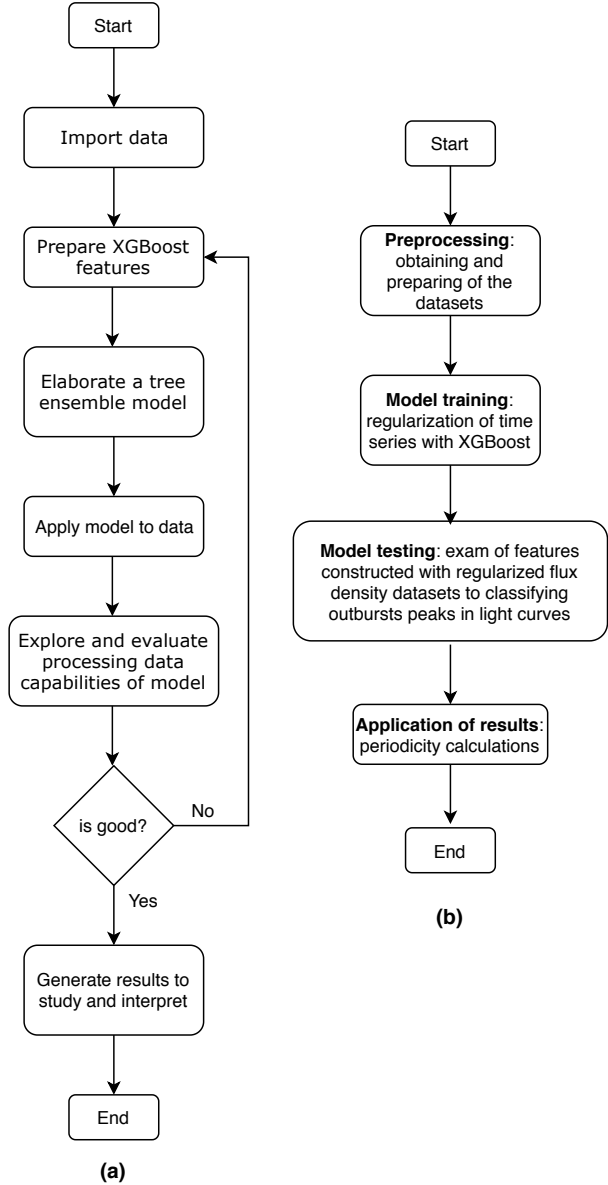 Start
Import data
Prepare XGBoost
features
Elaborate a tree
ensemble model
Apply model to data
Explore and evaluate
processing data
capabilities of model
is good?
No
Yes
Generate results to
study and interpret
End
(a)
Start
Preprocessing:
obtaining and
preparing of the
datasets
Model training:
regularization of time
series with XGBoost
Model testing: exam of features
constructed with regularized flux
density datasets to classifying
outbursts peaks in light curves
Application of results:
periodicity calculations
End
(b)